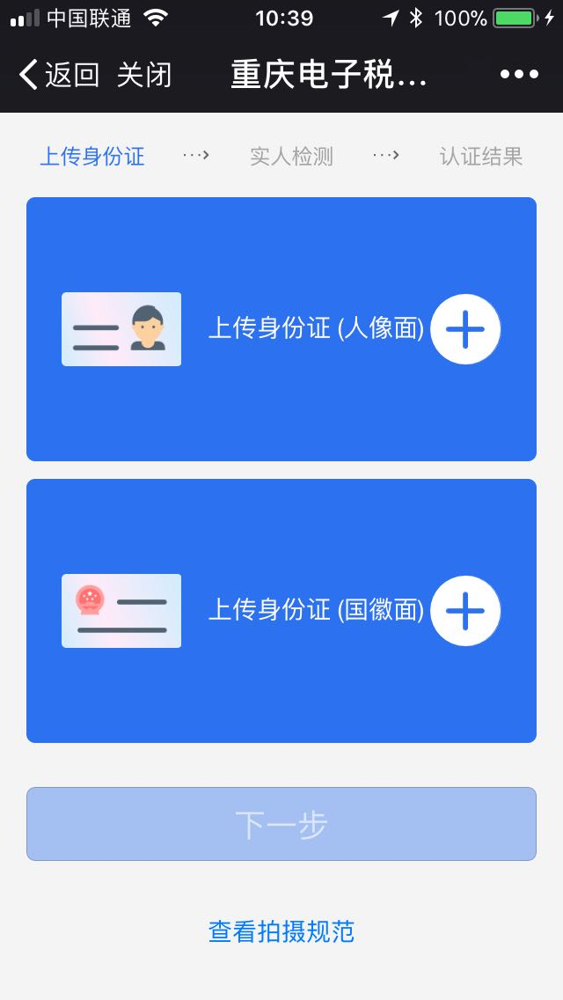 中国联通 10:39 100%
返回 关闭 重庆电子税...
上传身份证 ···> 实人检测 ···> 认证结果
上传身份证 (人像面)
上传身份证 (国徽面)
下一步
查看拍摄规范